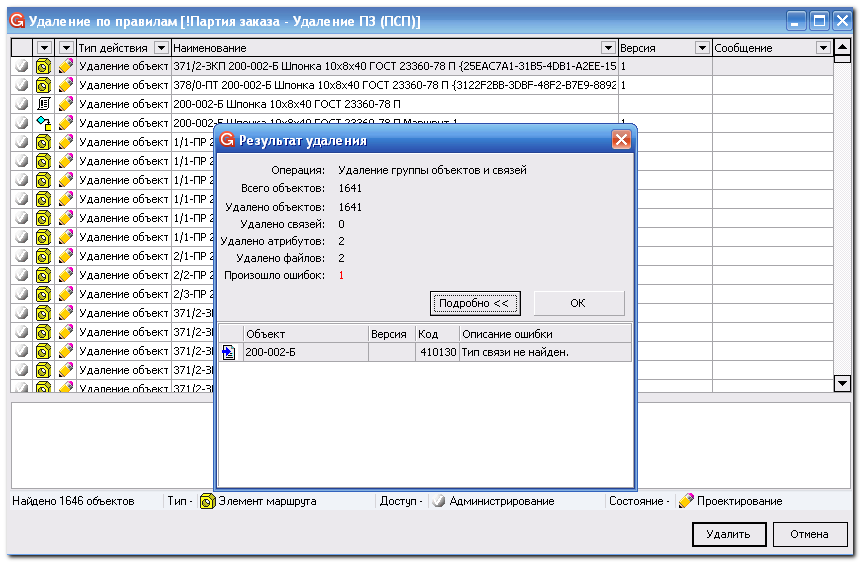 Удаление по правилам [!Партия заказа - Удаление ПЗ (ПСП)]
Тип действия Наименование Версия Сообщение
Удаление объект 371/2-ЗКП 200-002-Б Шпонка 10x8x40 ГОСТ 23360-78 П {25EAC7A1-31B5-4DB1-A2EE-15 1
Удаление объект 378/0-ПТ 200-002-Б Шпонка 10x8x40 ГОСТ 23360-78 П {3122F2BB-3DBF-48F2-B7E9-8892 1
Удаление объект 200-002-Б Шпонка 10x8x40 ГОСТ 23360-78 П
Удаление объект 200-002-Б Шпонка 10x8x40 ГОСТ 23360-78 П Маршрут 1
Удаление объект 1/1-ПР 2
Удаление объект 1/1-ПР 2
Удаление объект 1/1-ПР 2
Удаление объект 1/1-ПР 2
Удаление объект 1/1-ПР 2
Удаление объект 1/1-ПР 2
Удаление объект 2/1-ПР 2
Удаление объект 2/2-ПР 2
Удаление объект 2/3-ПР 2
Удаление объект 371/2-ЗК
Удаление объект 371/2-ЗК
Удаление объект 371/2-ЗК
Удаление объект 371/2-ЗК
Удаление объект 371/2-ЗК
Результат удаления
Операция: Удаление группы объектов и связей
Всего объектов: 1641
Удалено объектов: 1641
Удалено связей: 0
Удалено атрибутов: 2
Удалено файлов: 2
Произошло ошибок: 1
Подробно << ОК
Объект Версия Код Описание ошибки
200-002-Б 410130 Тип связи не найден.
Найдено 1646 объектов Тип - Элемент маршрута Доступ - Администрирование Состояние - Проектирование
Удалить Отмена